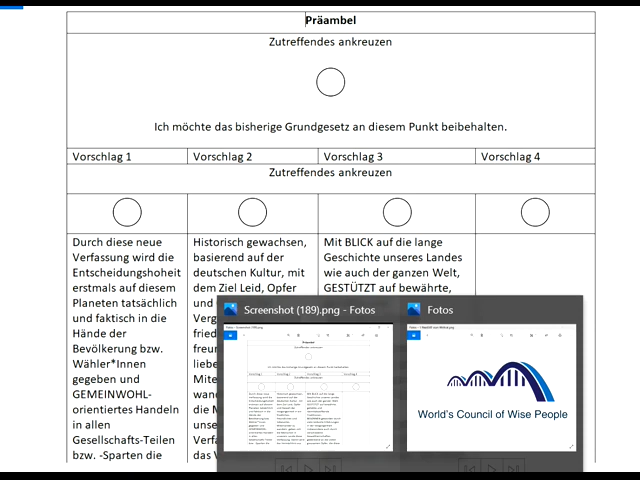 Präambel
Zutreffendes ankreuzen
Ich möchte das bisherige Grundgesetz an diesem Punkt beibehalten.
Vorschlag 1
Vorschlag 2
Vorschlag 3
Vorschlag 4
Zutreffendes ankreuzen
Durch diese neue
Verfassung wird die
Entscheidungshoheit
erstmals auf diesem
Planeten tatsächlich
und faktisch in die
Hände der
Bevölkerung bzw.
Wähler*Innen
gegeben und
GEMEINWOHL-
orientiertes Handeln
in allen
Gesellschafts-Teilen
bzw. -Sparten die
Historisch gewachsen,
basierend auf der
deutschen Kultur, mit
dem Ziel Leid, Opfer
und
Mit BLICK auf die lange
Geschichte unseres Landes
wie auch der ganzen Welt,
GESTÜTZT auf bewährte,
Screenshot (189).png - Fotos
Fotos
World's Council of Wise People